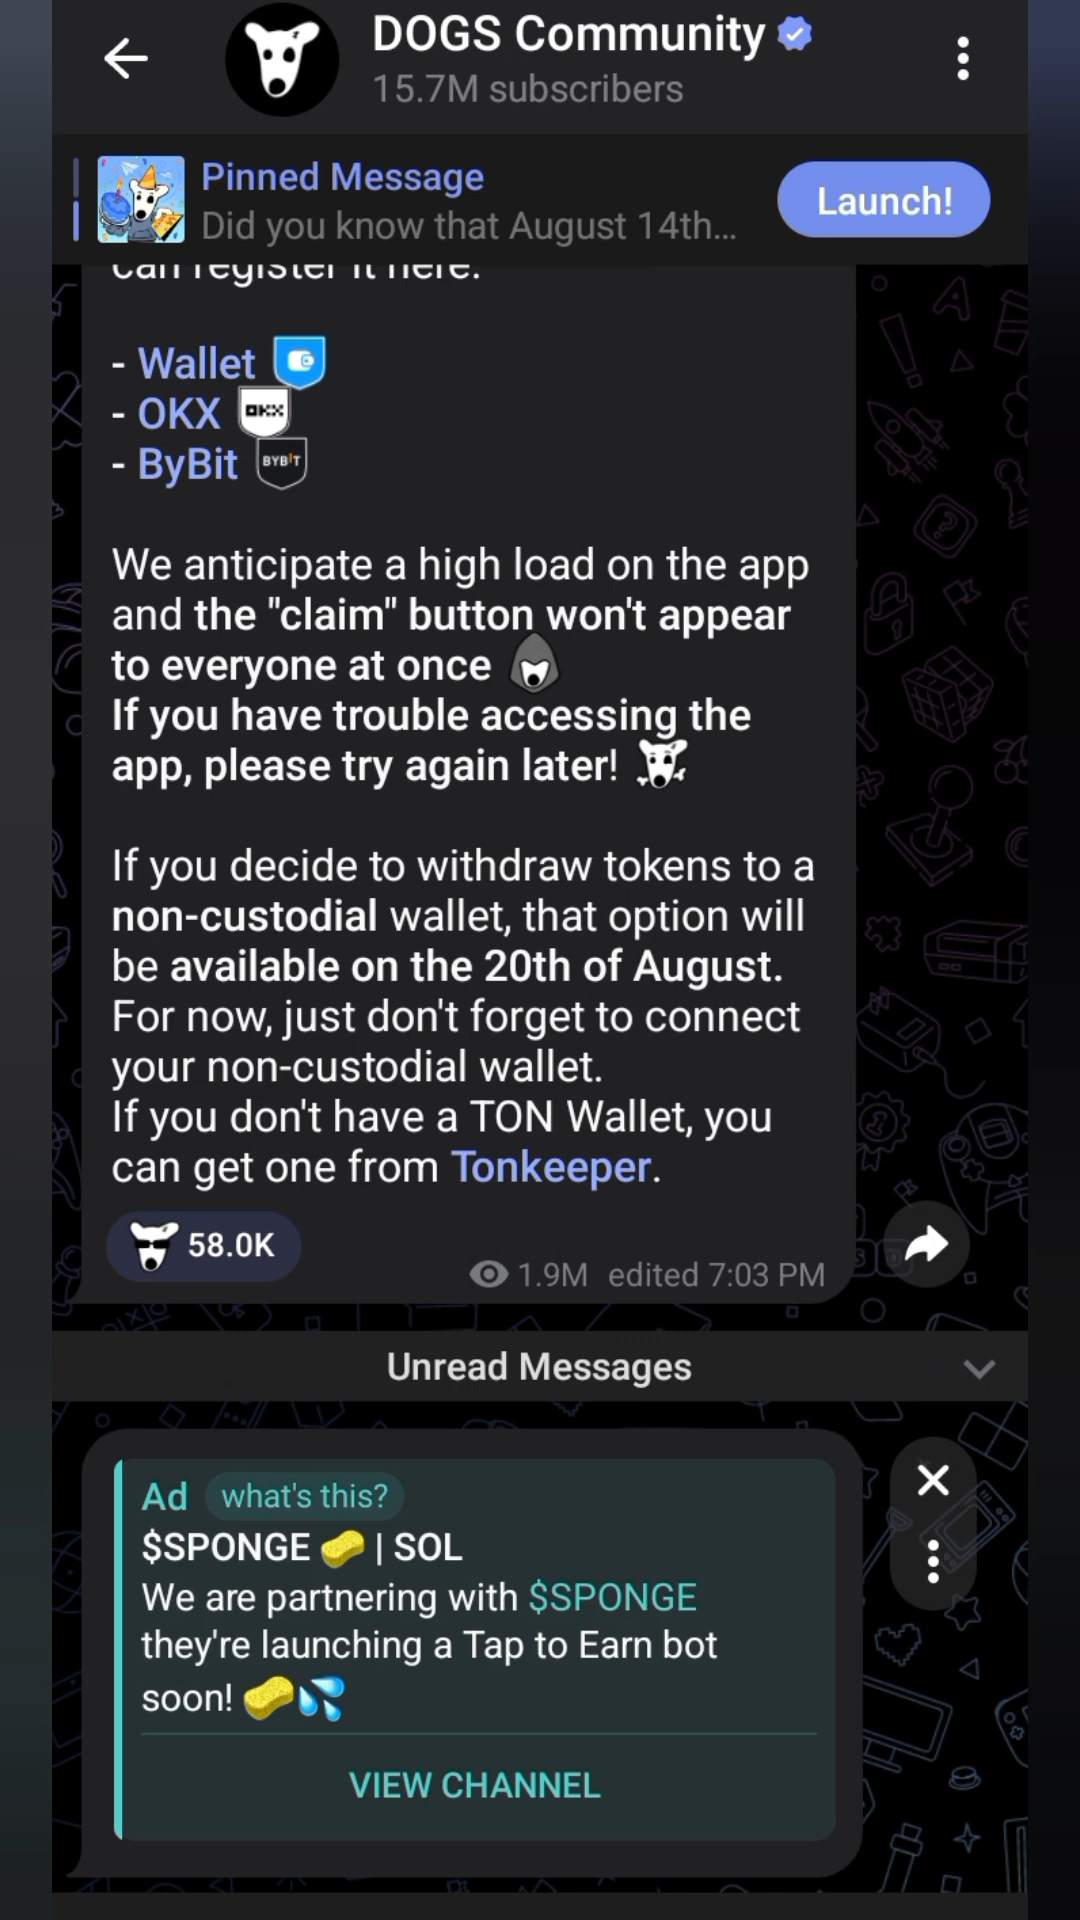 DOGS Community
15.7M subscribers
Pinned Message
Did you know that August 14th...
Launch!
can register it here.
- Wallet
- OKX OKX
- ByBit BYBIT
We anticipate a high load on the app
and the "claim" button won't appear
to everyone at once
If you have trouble accessing the
app, please try again later!
If you decide to withdraw tokens to a
non-custodial wallet, that option will
be available on the 20th of August.
For now, just don't forget to connect
your non-custodial wallet.
If you don't have a TON Wallet, you
can get one from Tonkeeper.
58.0K
1.9M edited 7:03 PM
Unread Messages
Ad what's this?
$SPONGE 🧽 | SOL
We are partnering with $SPONGE
they're launching a Tap to Earn bot
soon! 🧽💦
VIEW CHANNEL